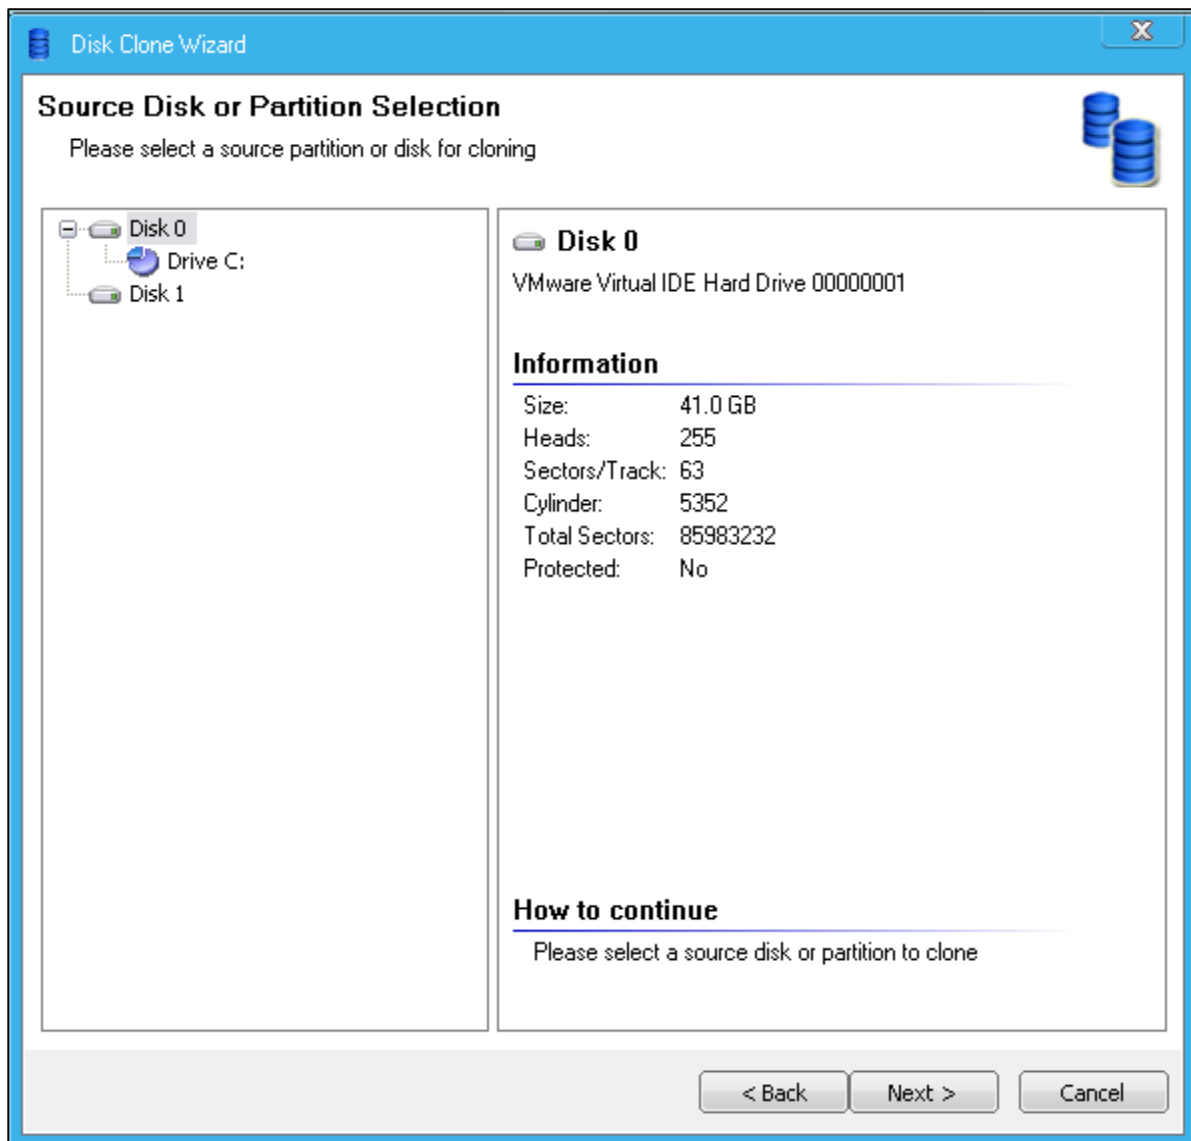 Disk Clone Wizard
Source Disk or Partition Selection
Please select a source partition or disk for cloning
Disk 0
Drive C:
Disk 1
Disk 0
VMware Virtual IDE Hard Drive 00000001
Information
Size: 41.0 GB
Heads: 255
Sectors/Track: 63
Cylinder: 5352
Total Sectors: 85983232
Protected: No
How to continue
Please select a source disk or partition to clone
< Back Next > Cancel